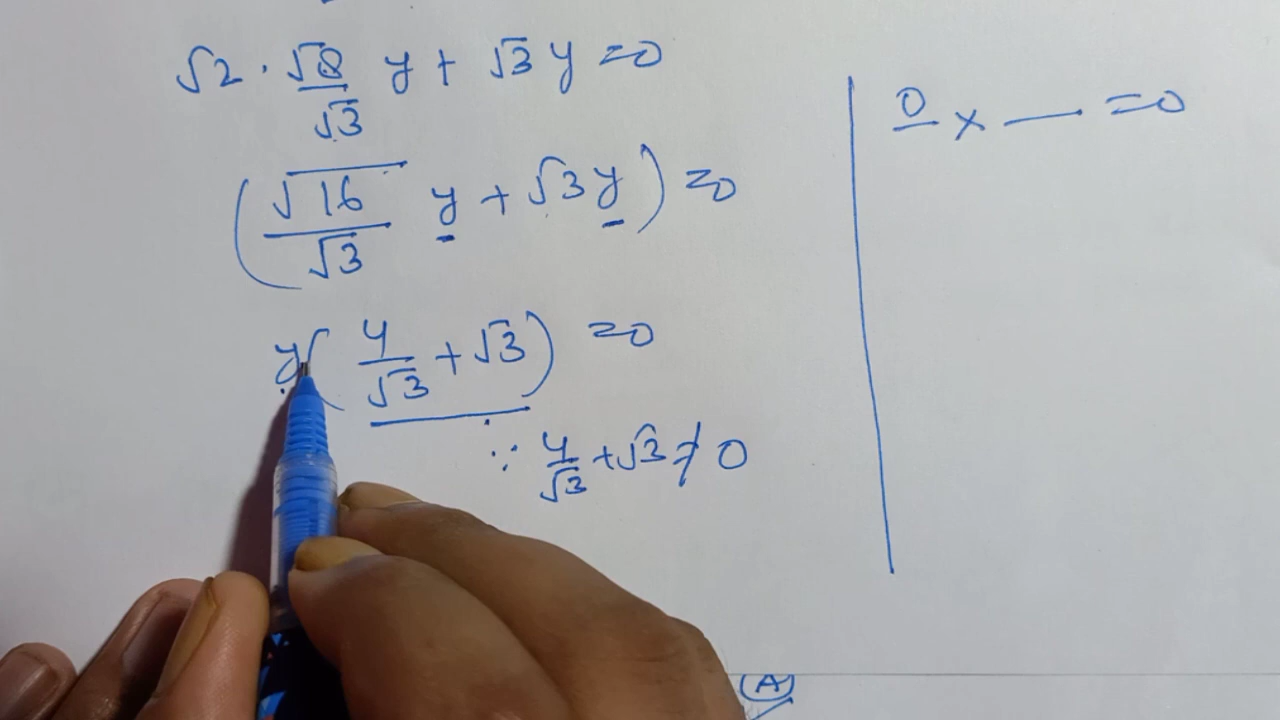 √2 · √8/√3 y + √3 y = 0
(√16/√3 y + √3 y) = 0
y(4/√3 + √3) = 0
∵ 4/√3 + √3 ≠ 0
0 × — = 0
(A)